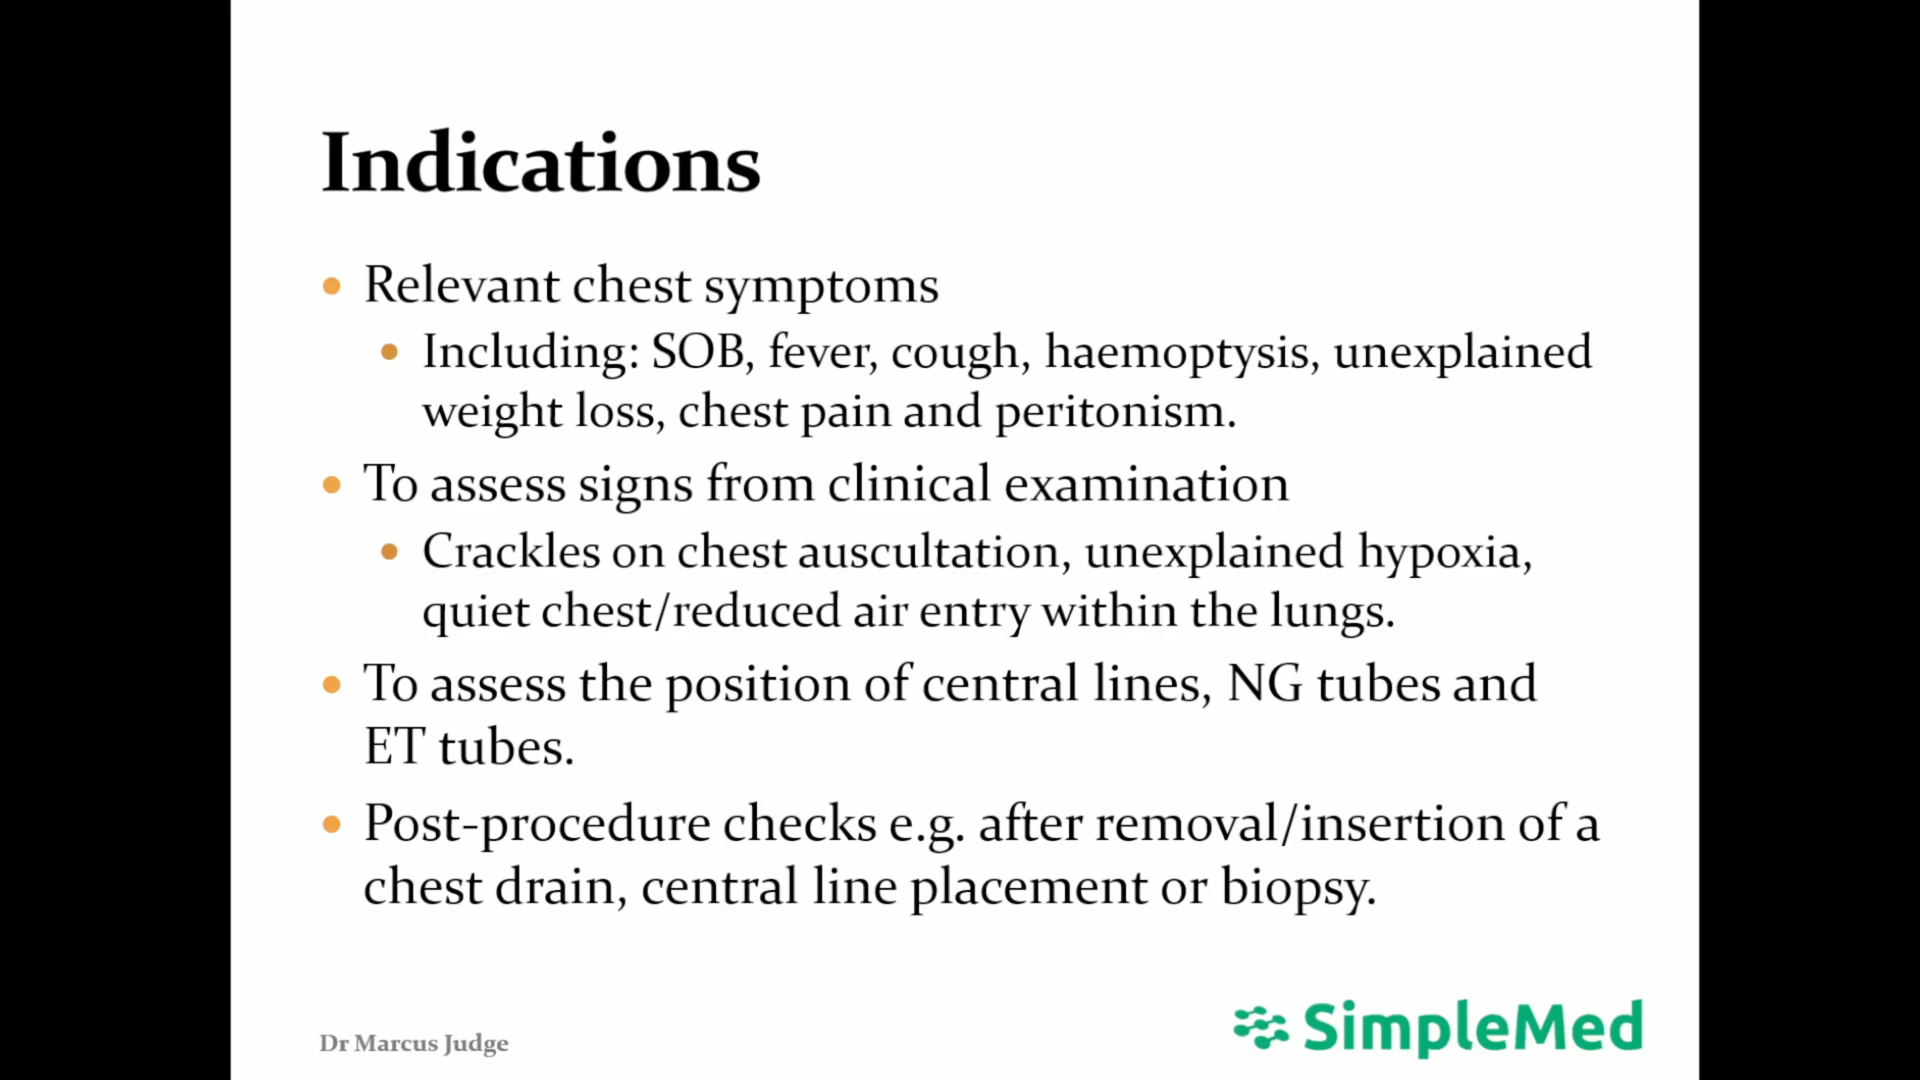 Indications
Relevant chest symptoms
Including: SOB, fever, cough, haemoptysis, unexplained
weight loss, chest pain and peritonism.
To assess signs from clinical examination
Crackles on chest auscultation, unexplained hypoxia,
quiet chest/reduced air entry within the lungs.
To assess the position of central lines, NG tubes and
ET tubes.
Post-procedure checks e.g. after removal/insertion of a
chest drain, central line placement or biopsy.
Dr Marcus Judge
SimpleMed